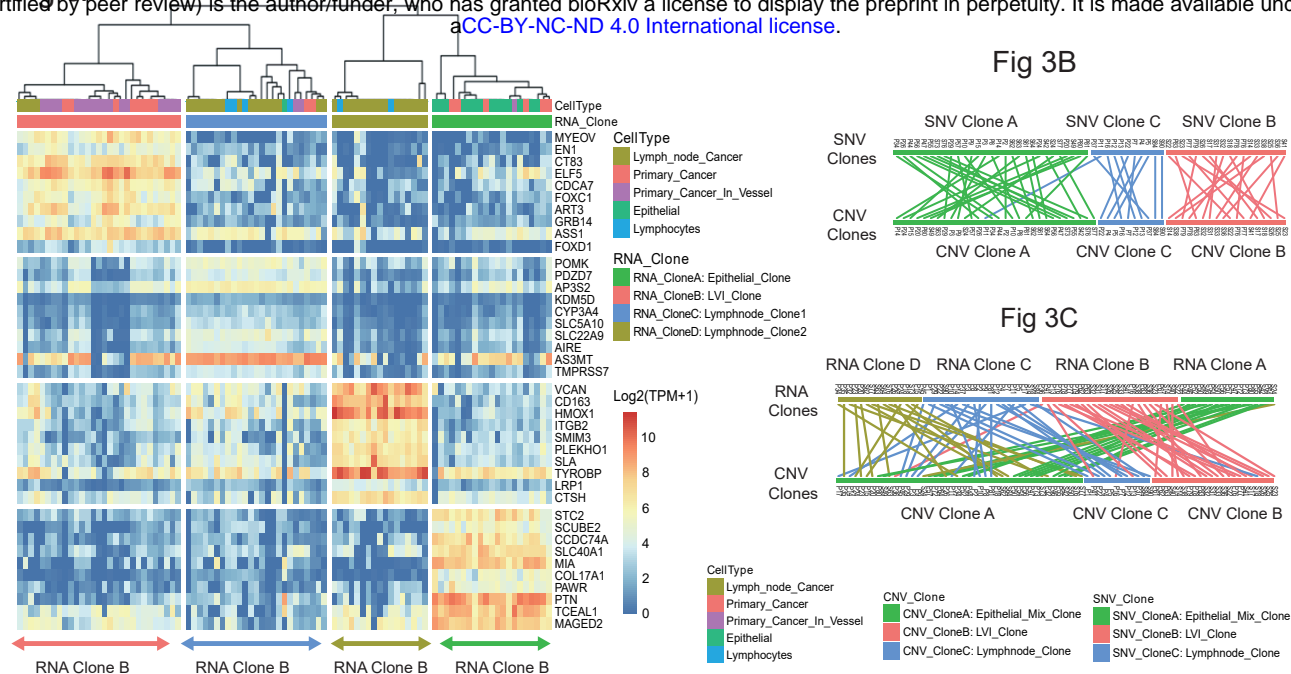 rtified by peer review) is the author/funder, who has granted bioRxiv a license to display the preprint in perpetuity. It is made available und
aCC-BY-NC-ND 4.0 International license.
CellType
RNA_Clone
MYEOV
EN1
CT83
ELF5
CDCA7
FOXC1
ART3
GRB14
ASS1
FOXD1
POMK
PDZD7
AP3S2
KDM5D
CYP3A4
SLC5A10
SLC22A9
AIRE
AS3MT
TMPRSS7
VCAN
CD163
HMOX1
ITGB2
SMIM3
PLEKHO1
SLA
TYROBP
LRP1
CTSH
STC2
SCUBE2
CCDC74A
SLC40A1
MIA
COL17A1
PAWR
PTN
TCEAL1
MAGED2
RNA Clone B
RNA Clone B
RNA Clone B
RNA Clone B
CellType
Lymph_node_Cancer
Primary_Cancer
Primary_Cancer_In_Vessel
Epithelial
Lymphocytes
RNA_Clone
RNA_CloneA: Epithelial_Clone
RNA_CloneB: LVI_Clone
RNA_CloneC: Lymphnode_Clone1
RNA_CloneD: Lymphnode_Clone2
Log2(TPM+1)
10
8
6
4
2
0
Fig 3B
SNV Clone A SNV Clone C SNV Clone B
SNV
Clones
CNV
Clones
CNV Clone A CNV Clone C CNV Clone B
Fig 3C
RNA Clone D RNA Clone C RNA Clone B RNA Clone A
RNA
Clones
CNV
Clones
CNV Clone A CNV Clone C CNV Clone B
CellType
Lymph_node_Cancer
Primary_Cancer
Primary_Cancer_In_Vessel
Epithelial
Lymphocytes
CNV_Clone
CNV_CloneA: Epithelial_Mix_Clone
CNV_CloneB: LVI_Clone
CNV_CloneC: Lymphnode_Clone
SNV_Clone
SNV_CloneA: Epithelial_Mix_Clone
SNV_CloneB: LVI_Clone
SNV_CloneC: Lymphnode_Clone